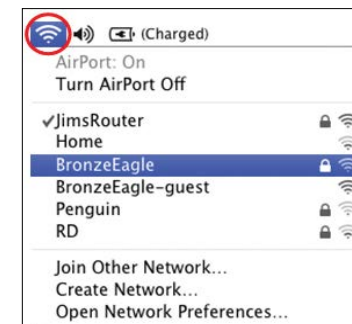 (Charged)
AirPort: On
Turn AirPort Off
✓JimsRouter
Home
BronzeEagle
BronzeEagle-guest
Penguin
RD
Join Other Network...
Create Network...
Open Network Preferences...